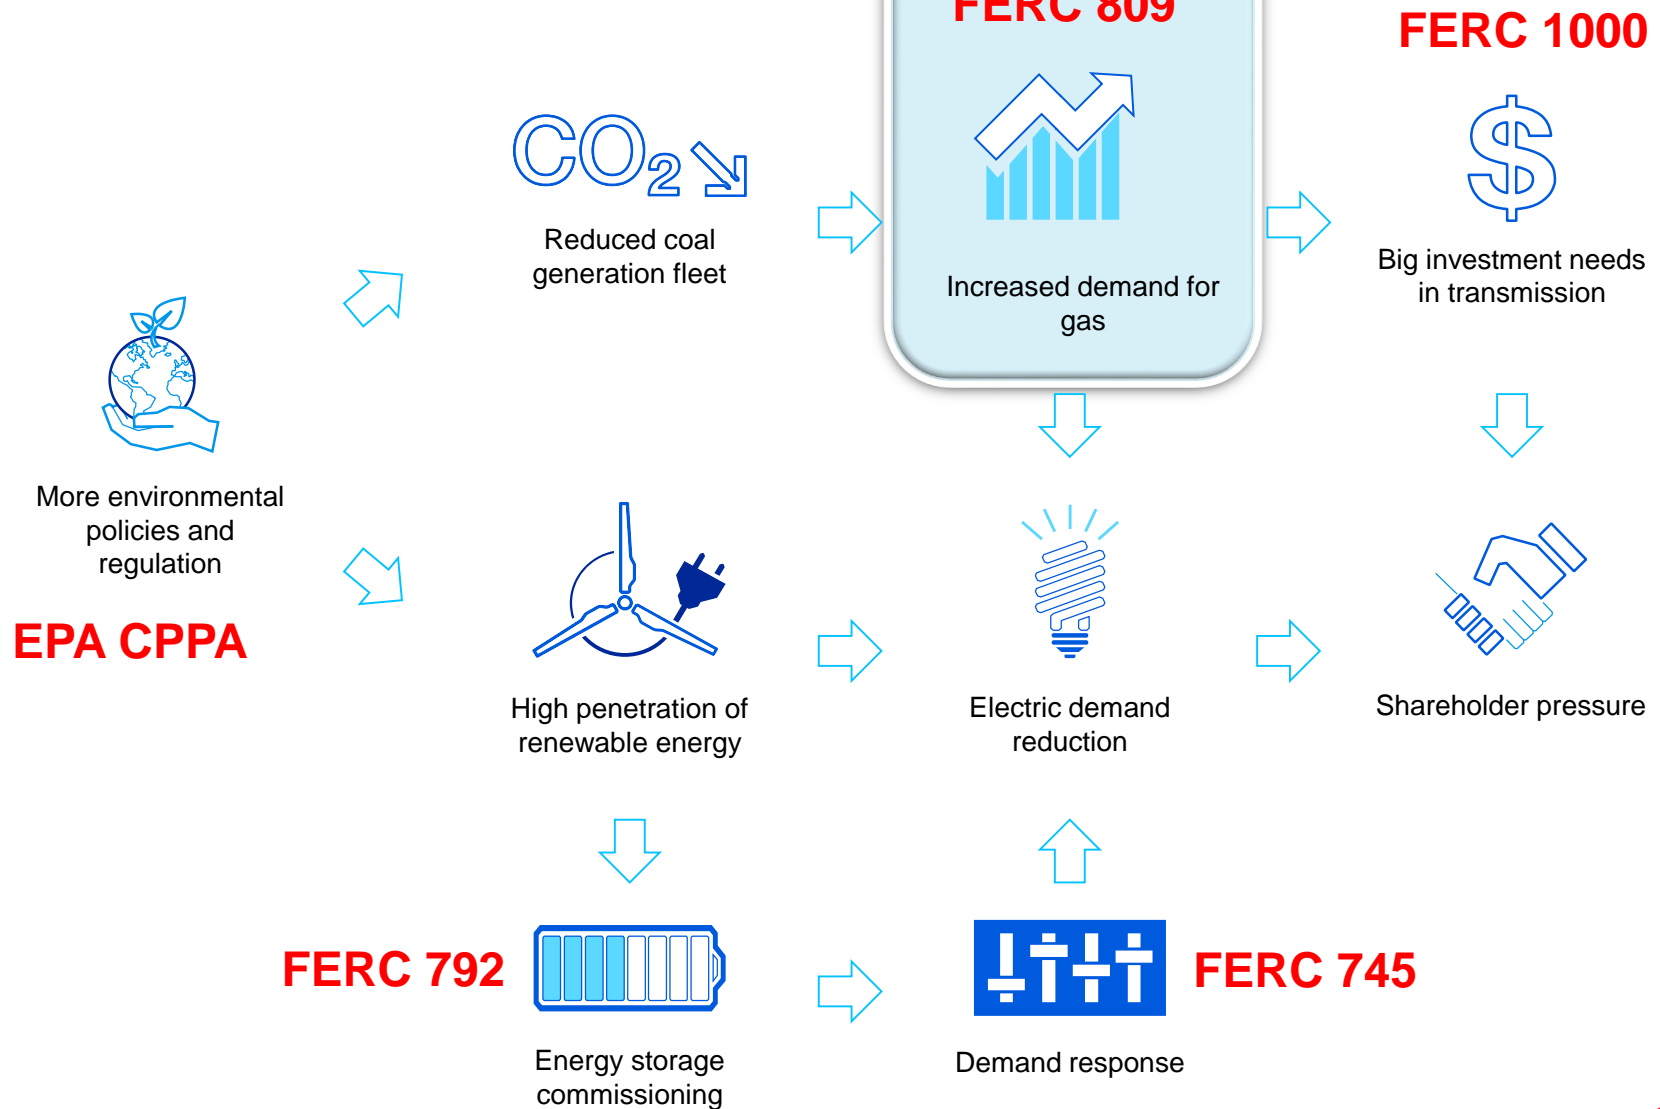 FERC 809
FERC 1000
CO2
Reduced coal
generation fleet
Increased demand for
gas
Big investment needs
in transmission
More environmental
policies and
regulation
EPA CPPA
High penetration of
renewable energy
Electric demand
reduction
Shareholder pressure
FERC 792
FERC 745
Energy storage
commissioning
Demand response